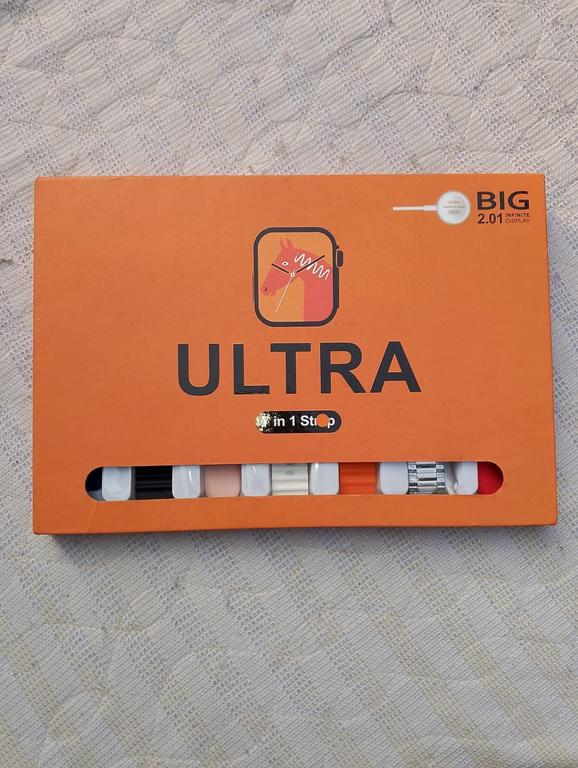 BIG
2.01 INFINITE
DISPLAY
ULTRA
in 1 Strap